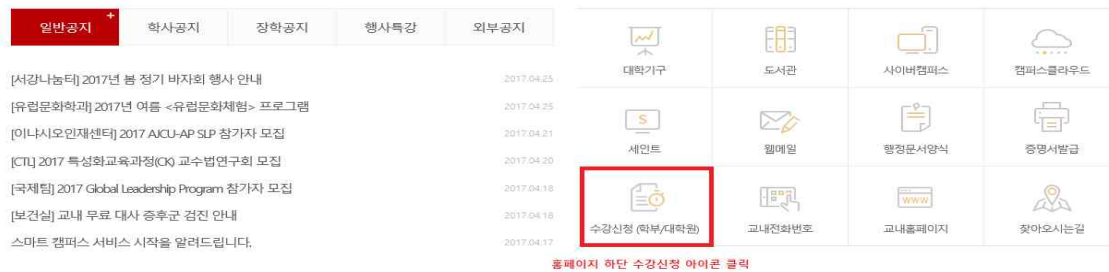 일반공지 + 학사공지 장학공지 행사특강 외부공지
[서강나눔터] 2017년 봄 정기 바자회 행사 안내 2017.04.25
[유럽문화학과] 2017년 여름 <유럽문화체험> 프로그램 2017.04.25
[이냐시오인재센터] 2017 AJCU-AP SLP 참가자 모집 2017.04.21
[CTL] 2017 특성화교육과정(CK) 교수법연구회 모집 2017.04.20
[국제팀] 2017 Global Leadership Program 참가자 모집 2017.04.18
[보건실] 교내 무료 대사 증후군 검진 안내 2017.04.18
스마트 캠퍼스 서비스 시작을 알려드립니다. 2017.04.17
대학기구 도서관 사이버캠퍼스 캠퍼스클라우드
S
세인트 웹메일 행정문서양식 증명서발급
WWW
수강신청 (학부/대학원) 교내전화번호 교내홈페이지 찾아오시는길
홈페이지 하단 수강신청 아이콘 클릭